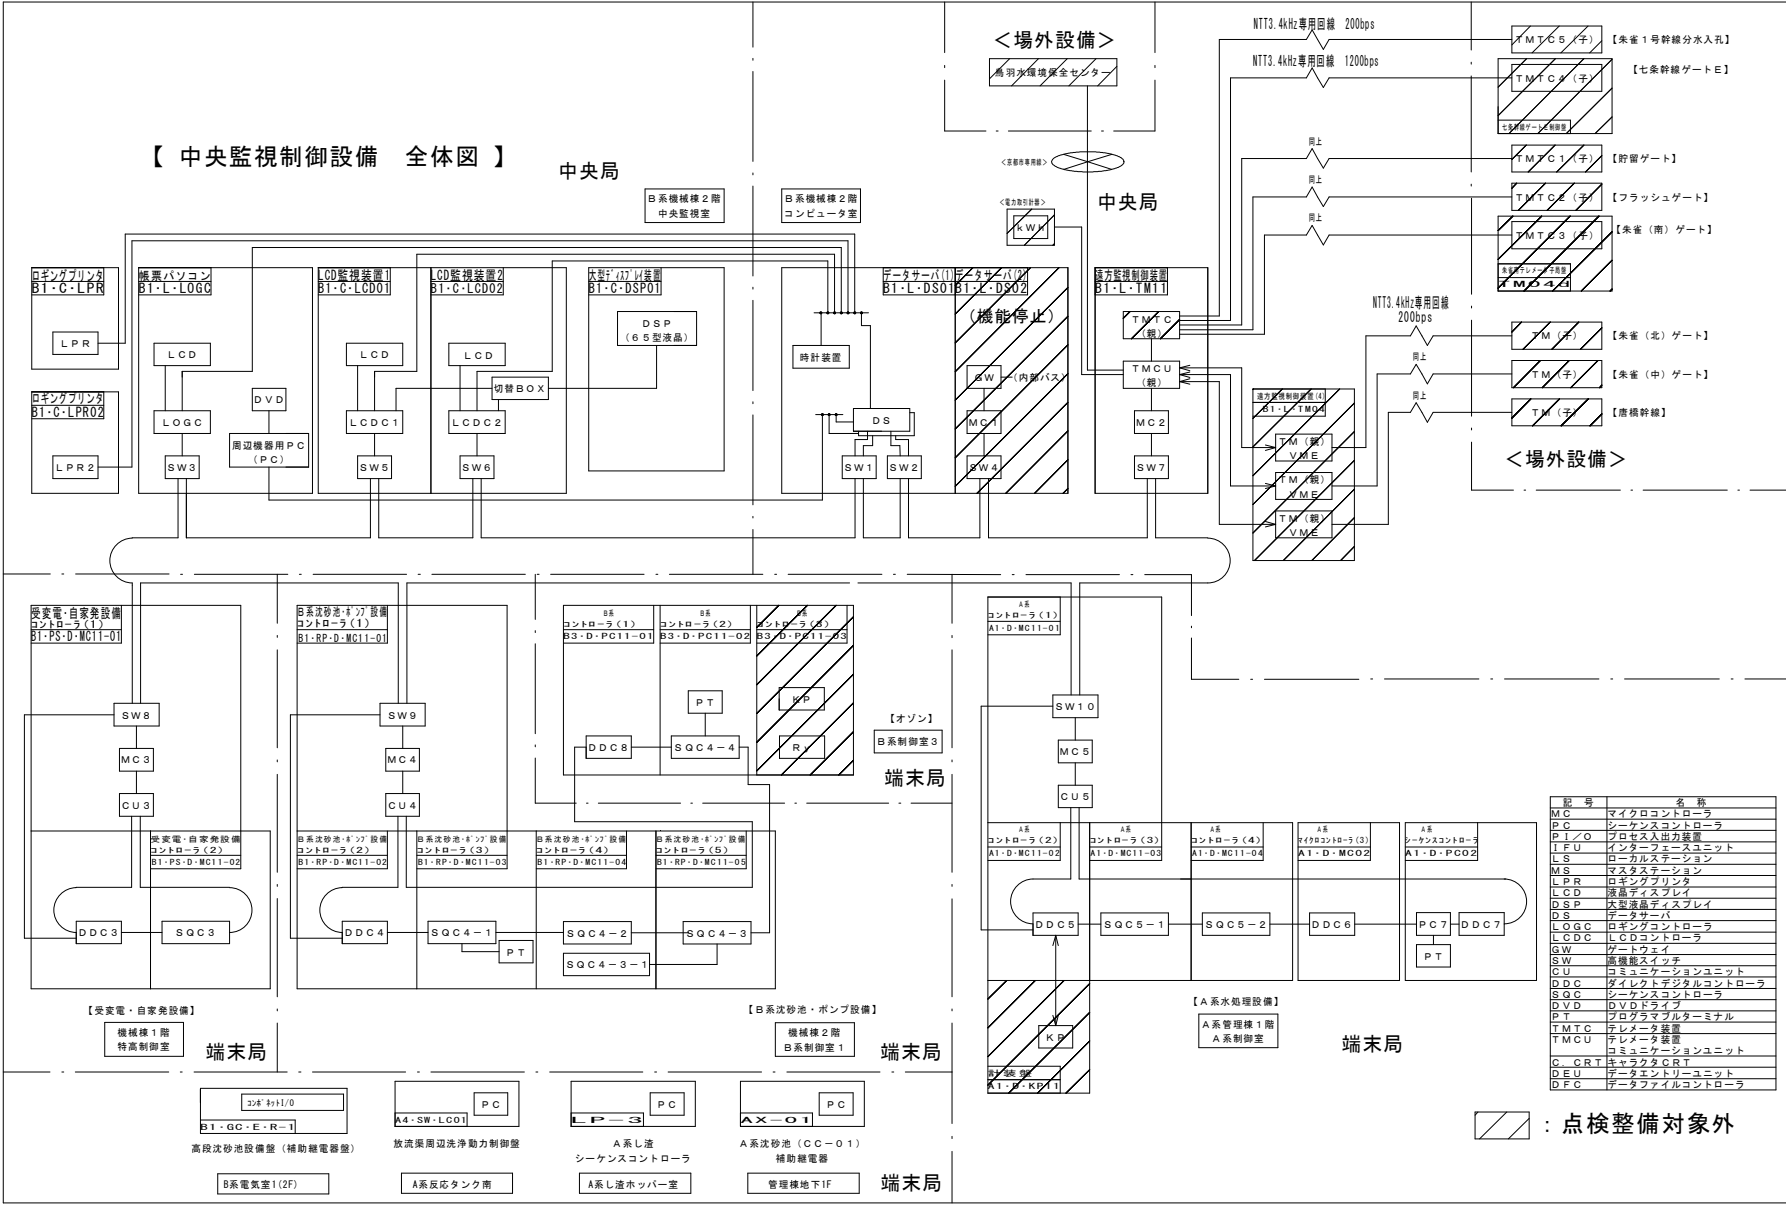 【 中央監視制御設備　全体図 】
中央局
B系機械棟2階
中央監視室
B系機械棟2階
コンピュータ室
＜場外設備＞
鳥羽水環境保全センター
＜京都市専用線＞
＜電力取引計器＞
kWh
中央局
NTT3.4kHz専用回線　200bps
NTT3.4kHz専用回線　1200bps
同上
同上
同上
TMTC5（子）
【朱雀1号幹線分水人孔】
TMTC4（子）
【七条幹線ゲートE】
七条幹線ゲートE制御盤
TMTC1（子）
【貯留ゲート】
TMTC2（子）
【フラッシュゲート】
TMTC3（子）
【朱雀（南）ゲート】
TM04J
NTT3.4kHz専用回線
200bps
同上
同上
TM（子）
【朱雀（北）ゲート】
TM（子）
【朱雀（中）ゲート】
TM（子）
【唐橋幹線】
＜場外設備＞
ロギングプリンタ
B1・C・LPR
LPR
ロギングプリンタ
B1・C・LPR02
LPR2
帳票パソコン
B1・L・LOGC
LCD
LOGC
SW3
DVD
周辺機器用PC
（PC）
LCD監視装置1
B1・C・LCD01
LCD
LCDC1
SW5
LCD監視装置2
B1・C・LCD02
LCD
切替BOX
LCDC2
SW6
大型ディスプレイ装置
B1・C・DSP01
DSP
（65型液晶）
データサーバ(1)
B1・L・DS01
時計装置
DS
SW1
SW2
データサーバ(2)
B1・L・DS02
（機能停止）
GW
（内部バス）
MC1
SW4
遠方監視制御装置
B1・L・TM11
TMTC
（親）
TMCU
（親）
MC2
SW7
遠方監視制御装置(4)
B1・L・TM04
TM（親）
VME
TM（親）
VME
TM（親）
VME
受変電・自家発設備
コントローラ（1）
B1・PS・D・MC11-01
SW8
MC3
CU3
受変電・自家発設備
コントローラ（2）
B1・PS・D・MC11-02
DDC3
SQC3
【受変電・自家発設備】
機械棟1階
特高制御室
端末局
B系沈砂池・ポンプ設備
コントローラ（1）
B1・RP・D・MC11-01
SW9
MC4
CU4
B系沈砂池・ポンプ設備
コントローラ（2）
B1・RP・D・MC11-02
B系沈砂池・ポンプ設備
コントローラ（3）
B1・RP・D・MC11-03
B系沈砂池・ポンプ設備
コントローラ（4）
B1・RP・D・MC11-04
B系沈砂池・ポンプ設備
コントローラ（5）
B1・RP・D・MC11-05
DDC4
SQC4－1
PT
SQC4－2
SQC4－3－1
SQC4－3
【B系沈砂池・ポンプ設備】
機械棟2階
B系制御室1
端末局
B系
コントローラ（1）
B3・D・PC11-01
B系
コントローラ（2）
B3・D・PC11-02
B系
コントローラ（3）
B3・D・PC11-03
PT
DDC8
SQC4－4
KP
Ry
【オゾン】
B系制御室3
端末局
A系
コントローラ（1）
A1・D・MC11-01
SW10
MC5
CU5
A系
コントローラ（2）
A1・D・MC11-02
A系
コントローラ（3）
A1・D・MC11-03
A系
コントローラ（4）
A1・D・MC11-04
A系
マイクロコントローラ(3)
A1・D・MC02
A系
シーケンスコントローラ
A1・D・PC02
DDC5
SQC5－1
SQC5－2
DDC6
PC7
DDC7
PT
KP
計装盤
A1・D・KP11
【A系水処理設備】
A系管理棟1階
A系制御室
端末局
コンポネットI/O
B1・GC・E・R-1
高段沈砂池設備盤（補助継電器盤）
B系電気室1(2F)
PC
A4・SW・LC01
放流渠周辺洗浄動力制御盤
A系反応タンク南
PC
LP－3
A系し渣
シーケンスコントローラ
A系し渣ホッパー室
PC
AX－01
A系沈砂池（CC－01）
補助継電器
管理棟地下1F
端末局
記　号　名　称
MC　マイクロコントローラ
PC　シーケンスコントローラ
PI／O　プロセス入出力装置
IFU　インターフェースユニット
LS　ローカルステーション
MS　マスタステーション
LPR　ロギングプリンタ
LCD　液晶ディスプレイ
DSP　大型液晶ディスプレイ
DS　データサーバ
LOGC　ロギングコントローラ
LCDC　LCDコントローラ
GW　ゲートウェイ
SW　高機能スイッチ
CU　コミュニケーションユニット
DDC　ダイレクトデジタルコントローラ
SQC　シーケンスコントローラ
DVD　DVDドライブ
PT　プログラマブルターミナル
TMTC　テレメータ装置
TMCU　テレメータ装置
コミュニケーションユニット
C．CRT　キャラクタCRT
DEU　データエントリーユニット
DFC　データファイルコントローラ
：点検整備対象外